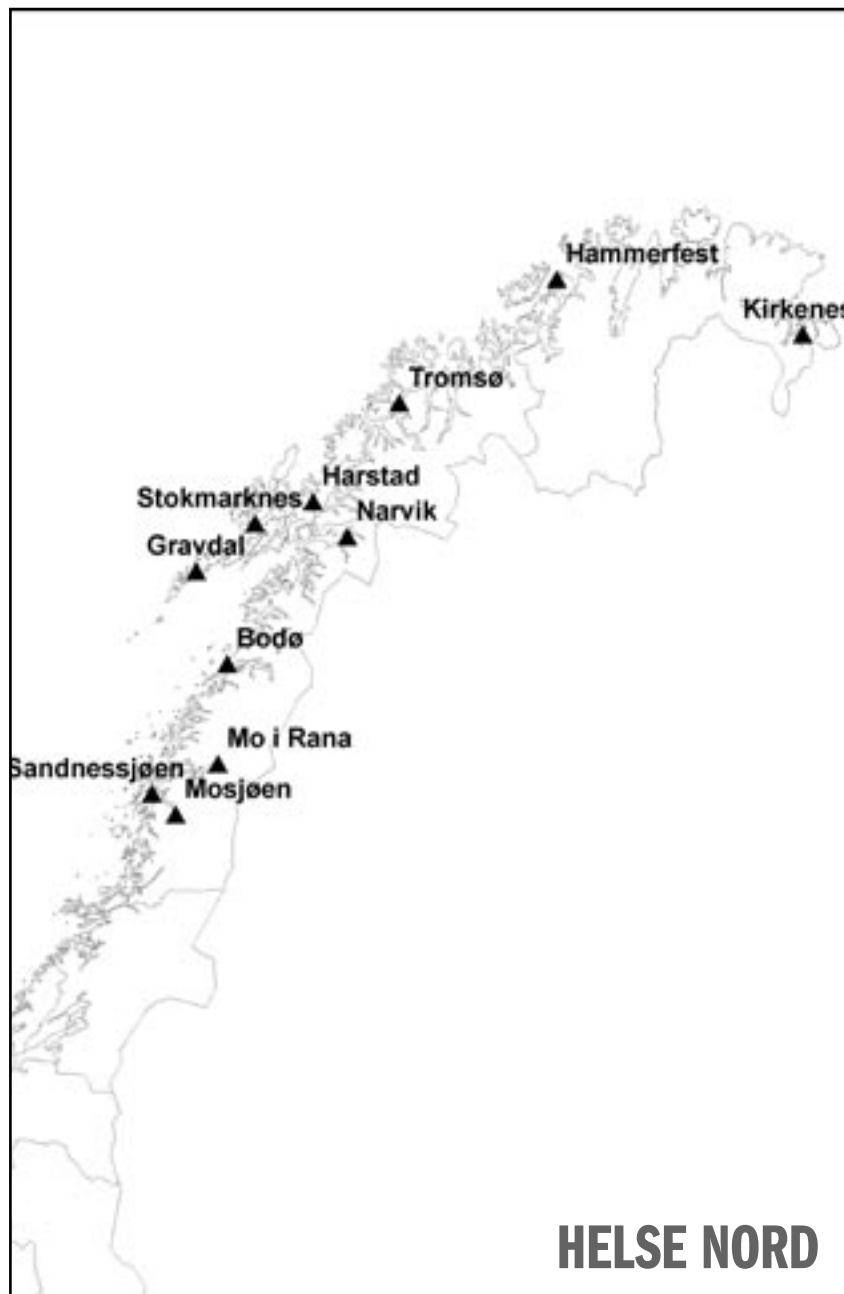 Hammerfest
Kirkenes
Tromsø
Harstad
Stokmarknes
Narvik
Gravdal
Bodø
Mo i Rana
Sandnessjøen
Mosjøen
HELSE NORD